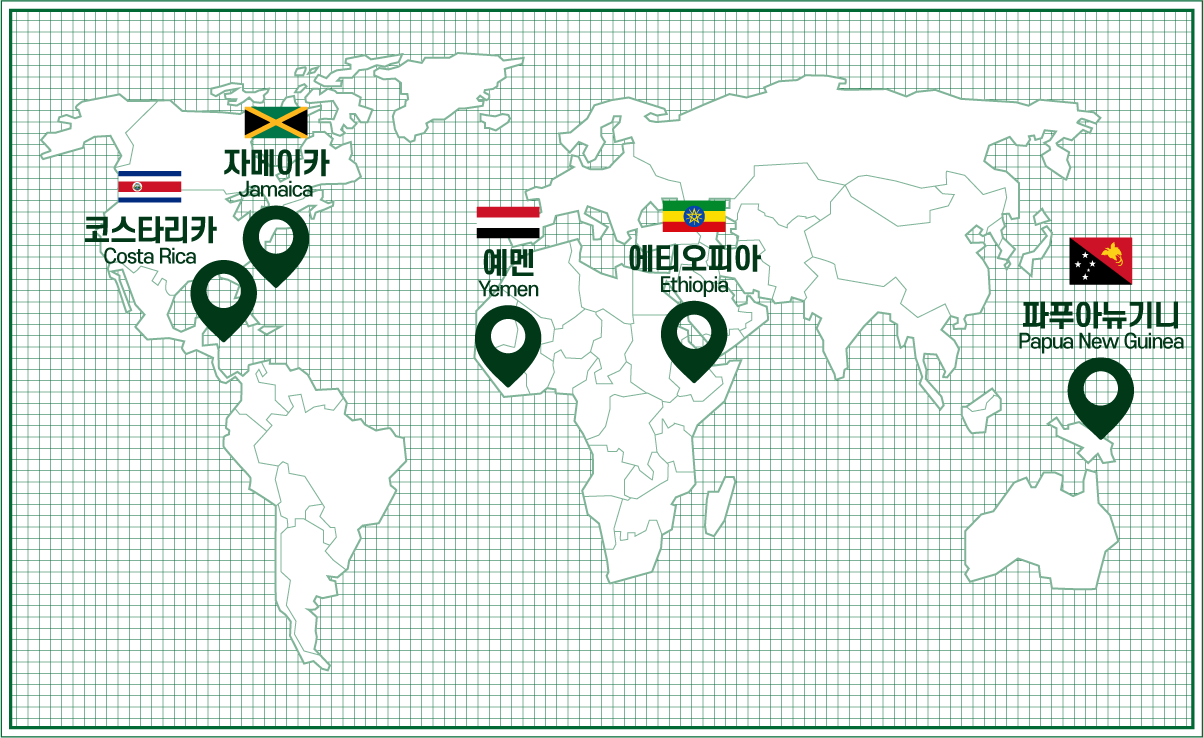 자메이카
Jamaica
코스타리카
Costa Rica
예멘
Yemen
에티오피아
Ethiopia
파푸아뉴기니
Papua New Guinea